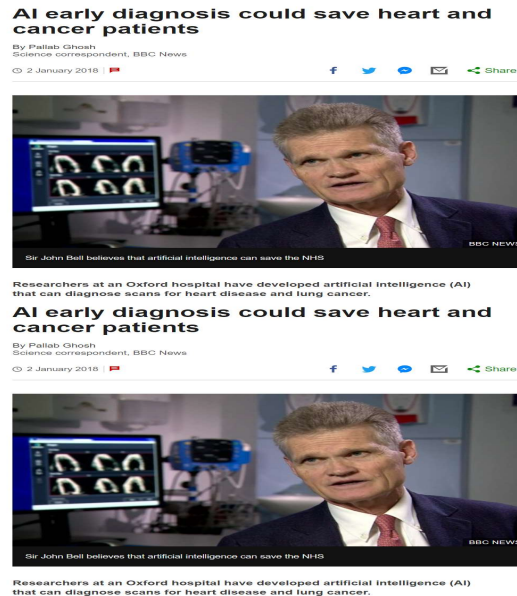 AI early diagnosis could save heart and
cancer patients
By Pallab Ghosh
Science correspondent, BBC News
2 January 2018
Share
BBC NEWS
Sir John Bell believes that artificial intelligence can save the NHS
Researchers at an Oxford hospital have developed artificial intelligence (AI)
that can diagnose scans for heart disease and lung cancer.
AI early diagnosis could save heart and
cancer patients
By Pallab Ghosh
Science correspondent, BBC News
2 January 2018
Share
BBC NEWS
Sir John Bell believes that artificial intelligence can save the NHS
Researchers at an Oxford hospital have developed artificial intelligence (AI)
that can diagnose scans for heart disease and lung cancer.